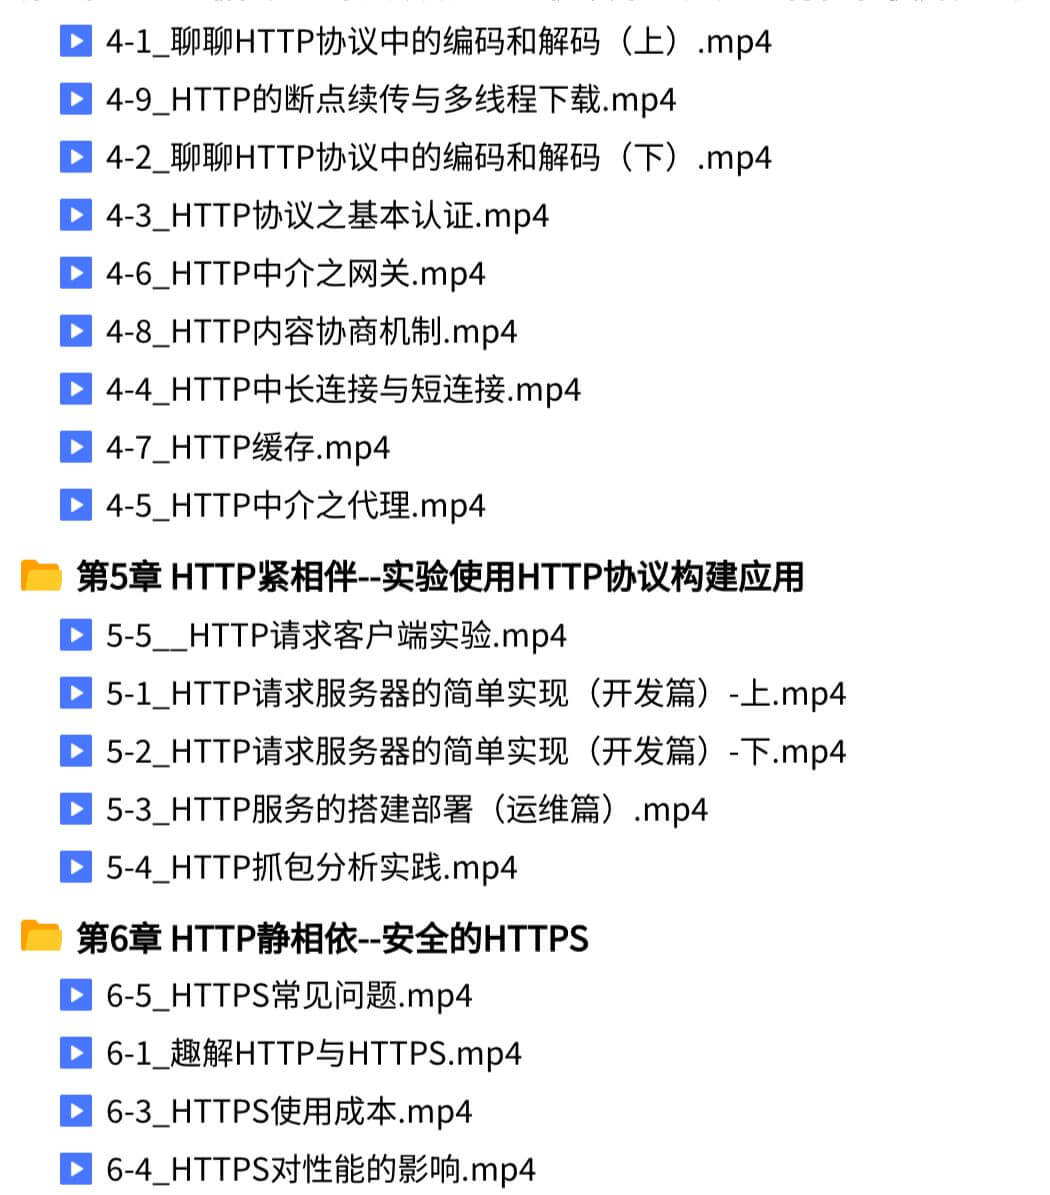 4-1_聊聊HTTP协议中的编码和解码（上）.mp4
4-9_HTTP的断点续传与多线程下载.mp4
4-2_聊聊HTTP协议中的编码和解码（下）.mp4
4-3_HTTP协议之基本认证.mp4
4-6_HTTP中介之网关.mp4
4-8_HTTP内容协商机制.mp4
4-4_HTTP中长连接与短连接.mp4
4-7_HTTP缓存.mp4
4-5_HTTP中介之代理.mp4
第5章 HTTP紧相伴--实验使用HTTP协议构建应用
5-5__HTTP请求客户端实验.mp4
5-1_HTTP请求服务器的简单实现（开发篇）-上.mp4
5-2_HTTP请求服务器的简单实现（开发篇）-下.mp4
5-3_HTTP服务的搭建部署（运维篇）.mp4
5-4_HTTP抓包分析实践.mp4
第6章 HTTP静相依--安全的HTTPS
6-5_HTTPS常见问题.mp4
6-1_趣解HTTP与HTTPS.mp4
6-3_HTTPS使用成本.mp4
6-4_HTTPS对性能的影响.mp4